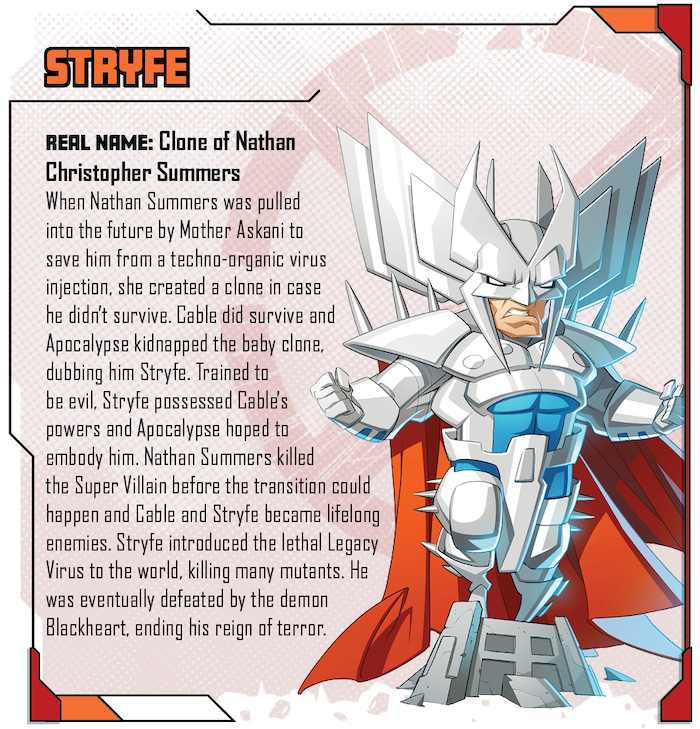 STRYFE
REAL NAME: Clone of Nathan
Christopher Summers
When Nathan Summers was pulled
into the future by Mother Askani to
save him from a techno-organic virus
injection, she created a clone in case
he didn't survive. Cable did survive and
Apocalypse kidnapped the baby clone,
dubbing him Stryfe. Trained to
be evil, Stryfe possessed Cable's
powers and Apocalypse hoped to
embody him. Nathan Summers killed
the Super Villain before the transition could
happen and Cable and Stryfe became lifelong
enemies. Stryfe introduced the lethal Legacy
Virus to the world, killing many mutants. He
was eventually defeated by the demon
Blackheart, ending his reign of terror.